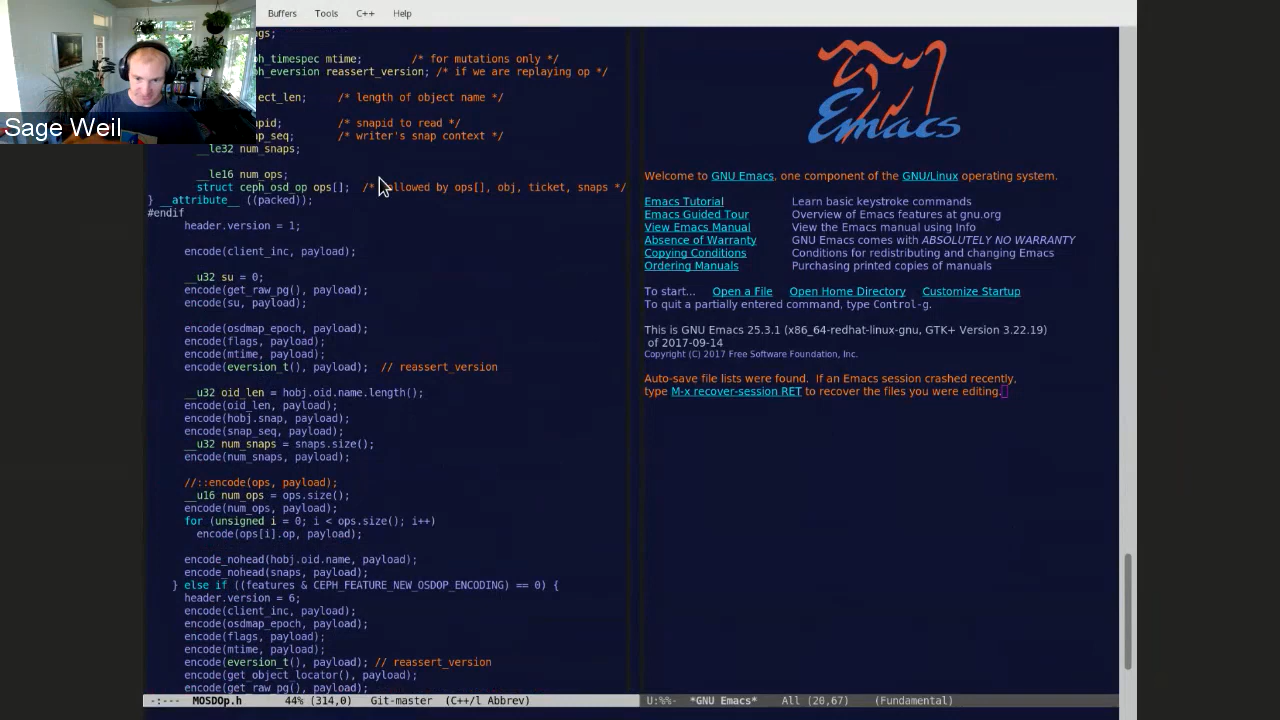 Buffers Tools C++ Help
Sage Weil
ngs;
ph_timespec mtime; /* for mutations only */
ph_eversion reassert_version; /* if we are replaying op */
ject_len; /* length of object name */
apid; /* snapid to read */
ap_seq; /* writer's snap context */
__le32 num_snaps;
__le16 num_ops;
struct ceph_osd_op ops[]; /* followed by ops[], obj, ticket, snaps */
} __attribute__ ((packed));
#endif
header.version = 1;
encode(client_inc, payload);
__u32 su = 0;
encode(get_raw_pg(), payload);
encode(su, payload);
encode(osdmap_epoch, payload);
encode(flags, payload);
encode(mtime, payload);
encode(eversion_t(), payload); // reassert_version
__u32 oid_len = hobj.oid.name.length();
encode(oid_len, payload);
encode(hobj.snap, payload);
encode(snap_seq, payload);
__u32 num_snaps = snaps.size();
encode(num_snaps, payload);
//::encode(ops, payload);
__u16 num_ops = ops.size();
encode(num_ops, payload);
for (unsigned i = 0; i < ops.size(); i++)
encode(ops[i].op, payload);
encode_nohead(hobj.oid.name, payload);
encode_nohead(snaps, payload);
} else if ((features & CEPH_FEATURE_NEW_OSDOP_ENCODING) == 0) {
header.version = 6;
encode(client_inc, payload);
encode(osdmap_epoch, payload);
encode(flags, payload);
encode(mtime, payload);
encode(eversion_t(), payload); // reassert_version
encode(get_object_locator(), payload);
encode(get_raw_pg(), payload);
-:--- MOSDOp.h 44% (314,0) Git-master (C++/l Abbrev)
Emacs
Welcome to GNU Emacs, one component of the GNU/Linux operating system.
Emacs Tutorial Learn basic keystroke commands
Emacs Guided Tour Overview of Emacs features at gnu.org
View Emacs Manual View the Emacs manual using Info
Absence of Warranty GNU Emacs comes with ABSOLUTELY NO WARRANTY
Copying Conditions Conditions for redistributing and changing Emacs
Ordering Manuals Purchasing printed copies of manuals
To start... Open a File Open Home Directory Customize Startup
To quit a partially entered command, type Control-g.
This is GNU Emacs 25.3.1 (x86_64-redhat-linux-gnu, GTK+ Version 3.22.19)
of 2017-09-14
Copyright (C) 2017 Free Software Foundation, Inc.
Auto-save file lists were found. If an Emacs session crashed recently,
type M-x recover-session RET to recover the files you were editing.
U:%%- *GNU Emacs* All (20,67) (Fundamental)